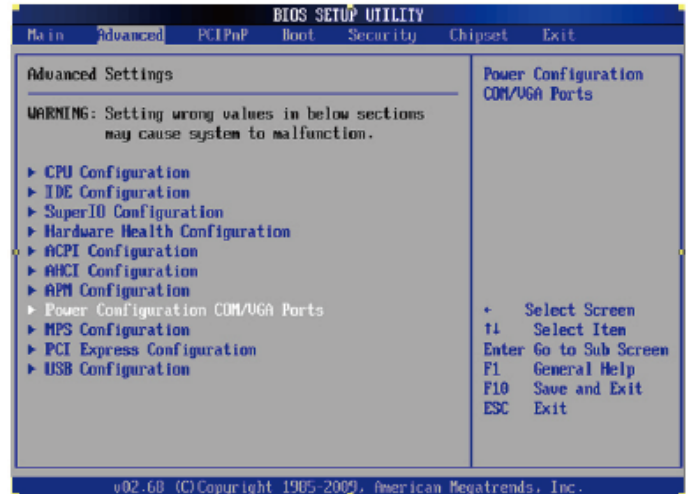 BIOS SETUP UTILITY
Main Advanced PCIPnP Boot Security Chipset Exit
Advanced Settings
WARNING: Setting wrong values in below sections
may cause system to malfunction.
► CPU Configuration
► IDE Configuration
► SuperIO Configuration
► Hardware Health Configuration
► ACPI Configuration
► AHCI Configuration
► APM Configuration
► Power Configuration COM/VGA Ports
► MPS Configuration
► PCI Express Configuration
► USB Configuration
Power Configuration
COM/VGA Ports
← Select Screen
↑↓ Select Item
Enter Go to Sub Screen
F1 General Help
F10 Save and Exit
ESC Exit
v02.68 (C)Copyright 1985-2009, American Megatrends, Inc.